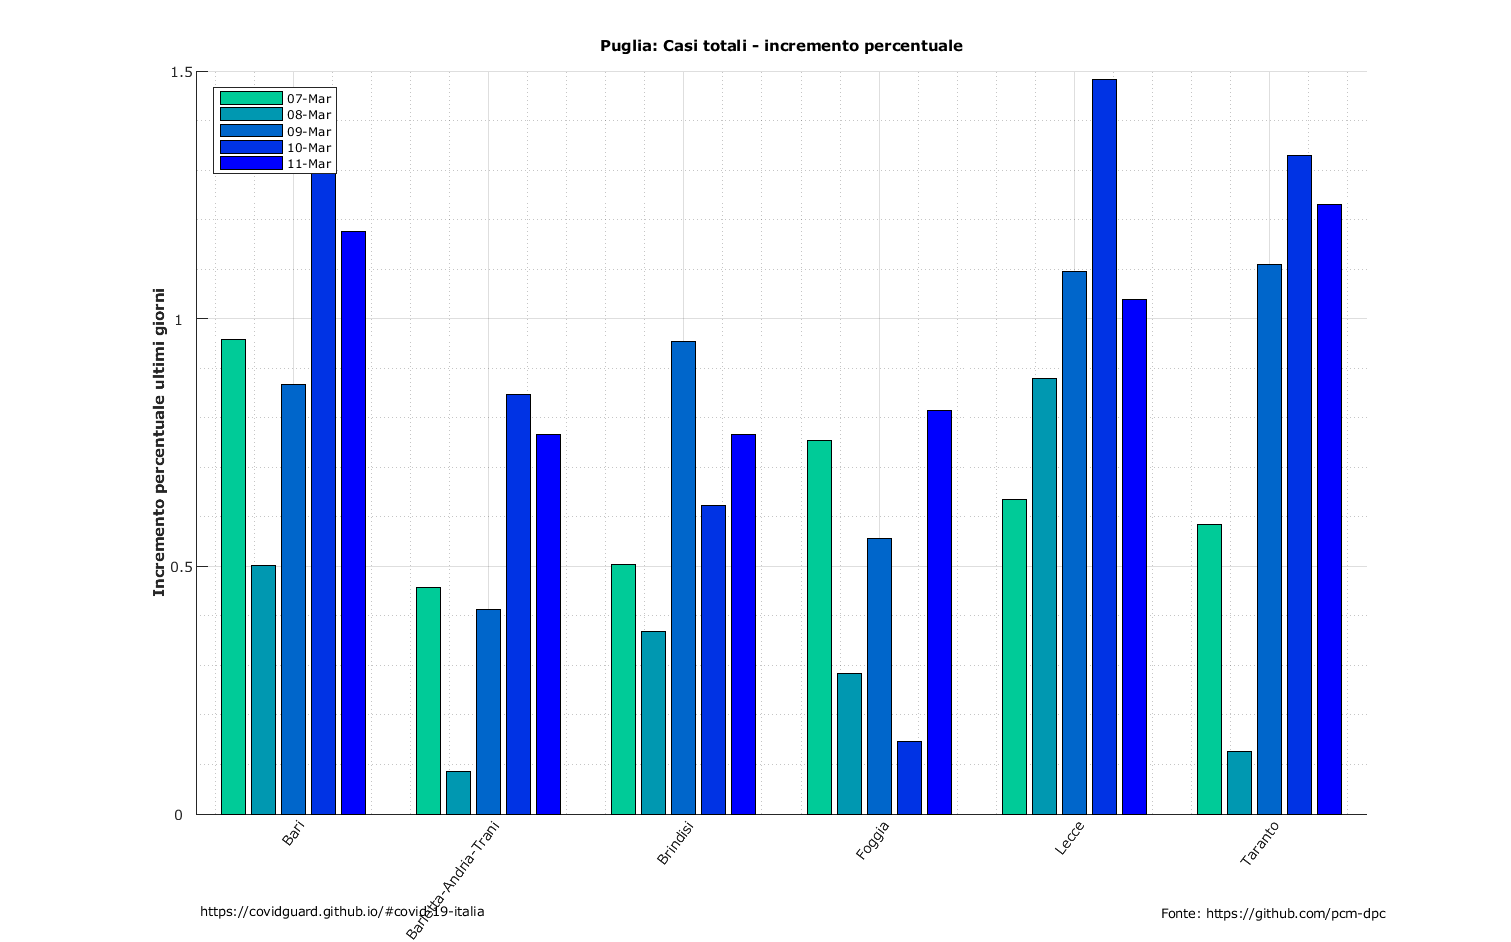 Puglia: Casi totali - incremento percentuale
1.5
1
0.5
0
Incremento percentuale ultimi giorni
07-Mar
08-Mar
09-Mar
10-Mar
11-Mar
Bari
Barletta-Andria-Trani
Brindisi
Foggia
Lecce
Taranto
https://covidguard.github.io/#covid-19-italia
Fonte: https://github.com/pcm-dpc